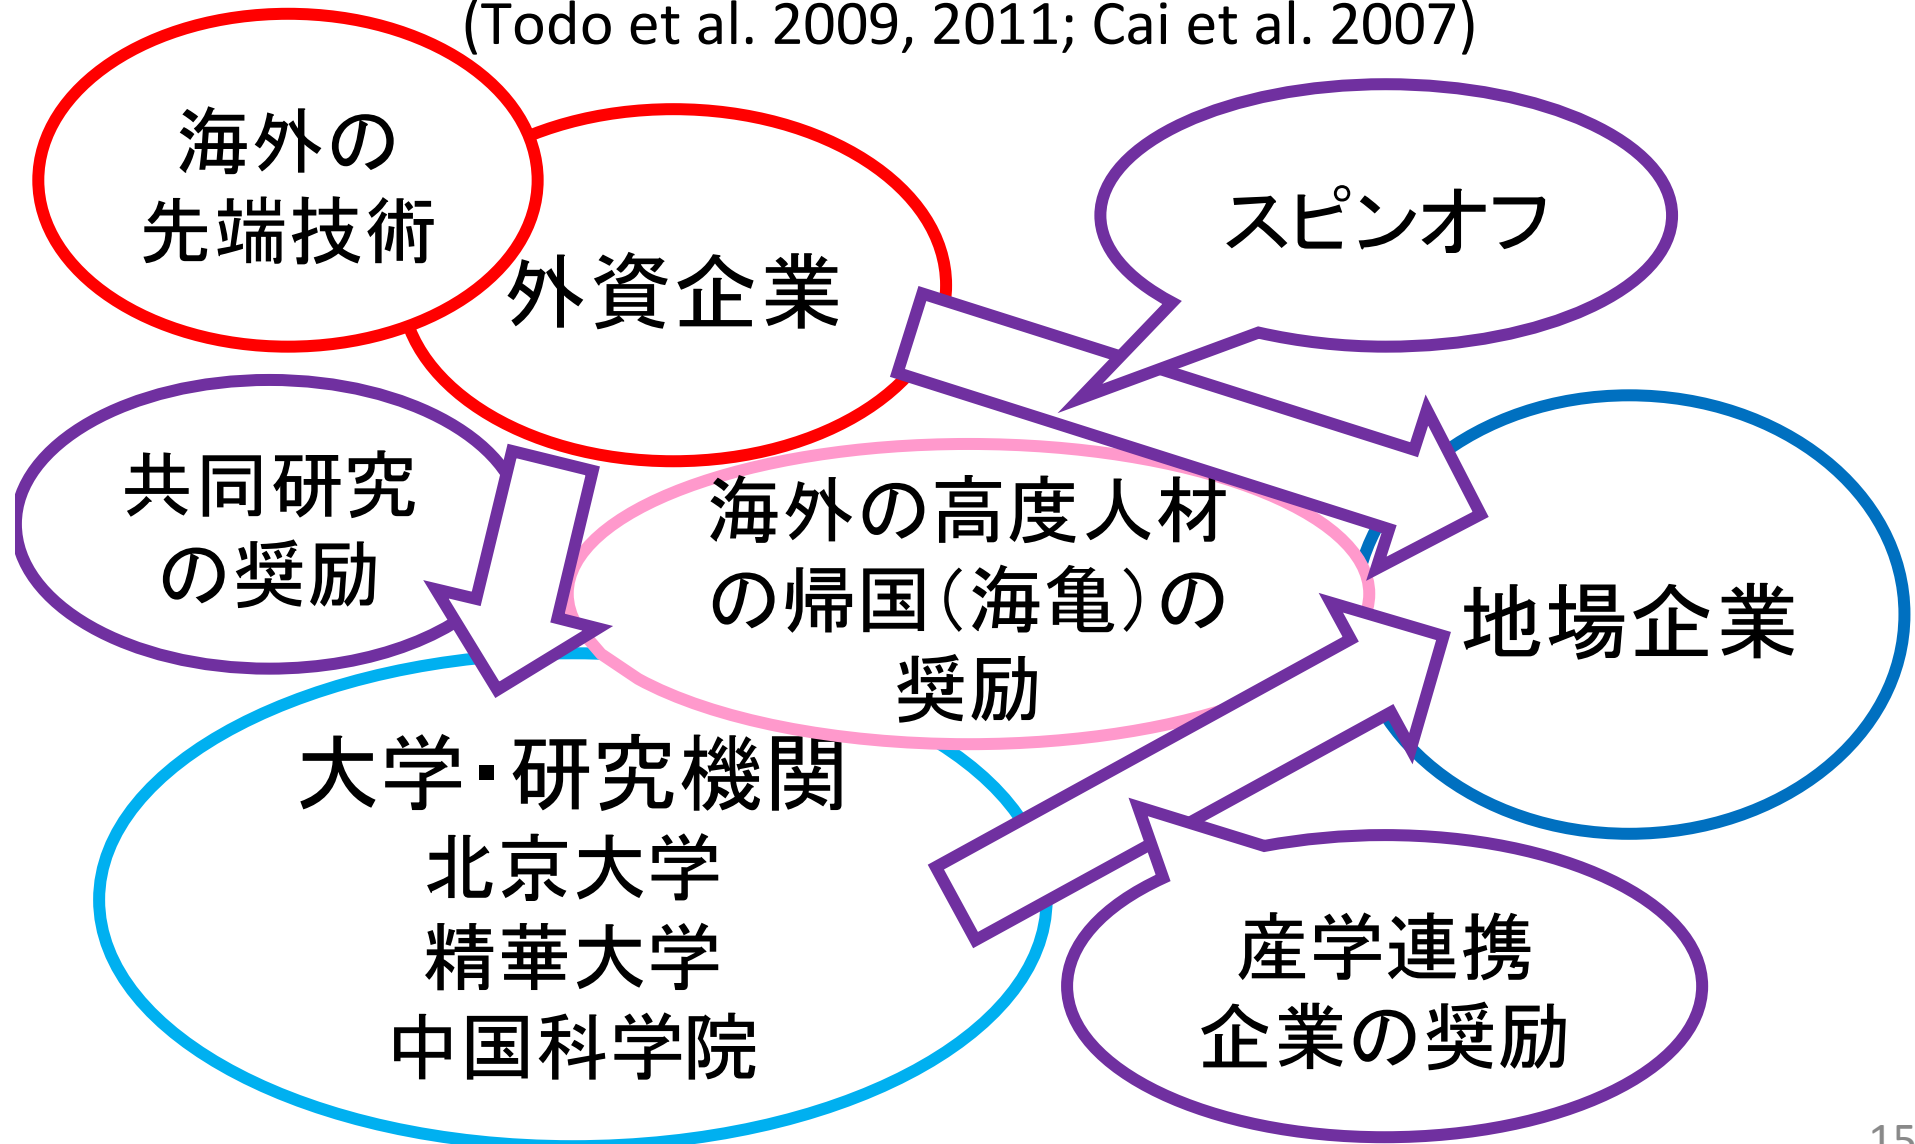 (Todo et al. 2009, 2011; Cai et al. 2007)
海外の
先端技術
外資企業
スピンオフ
共同研究
の奨励
海外の高度人材
の帰国（海亀）の
奨励
地場企業
大学・研究機関
北京大学
精華大学
中国科学院
産学連携
企業の奨励
15